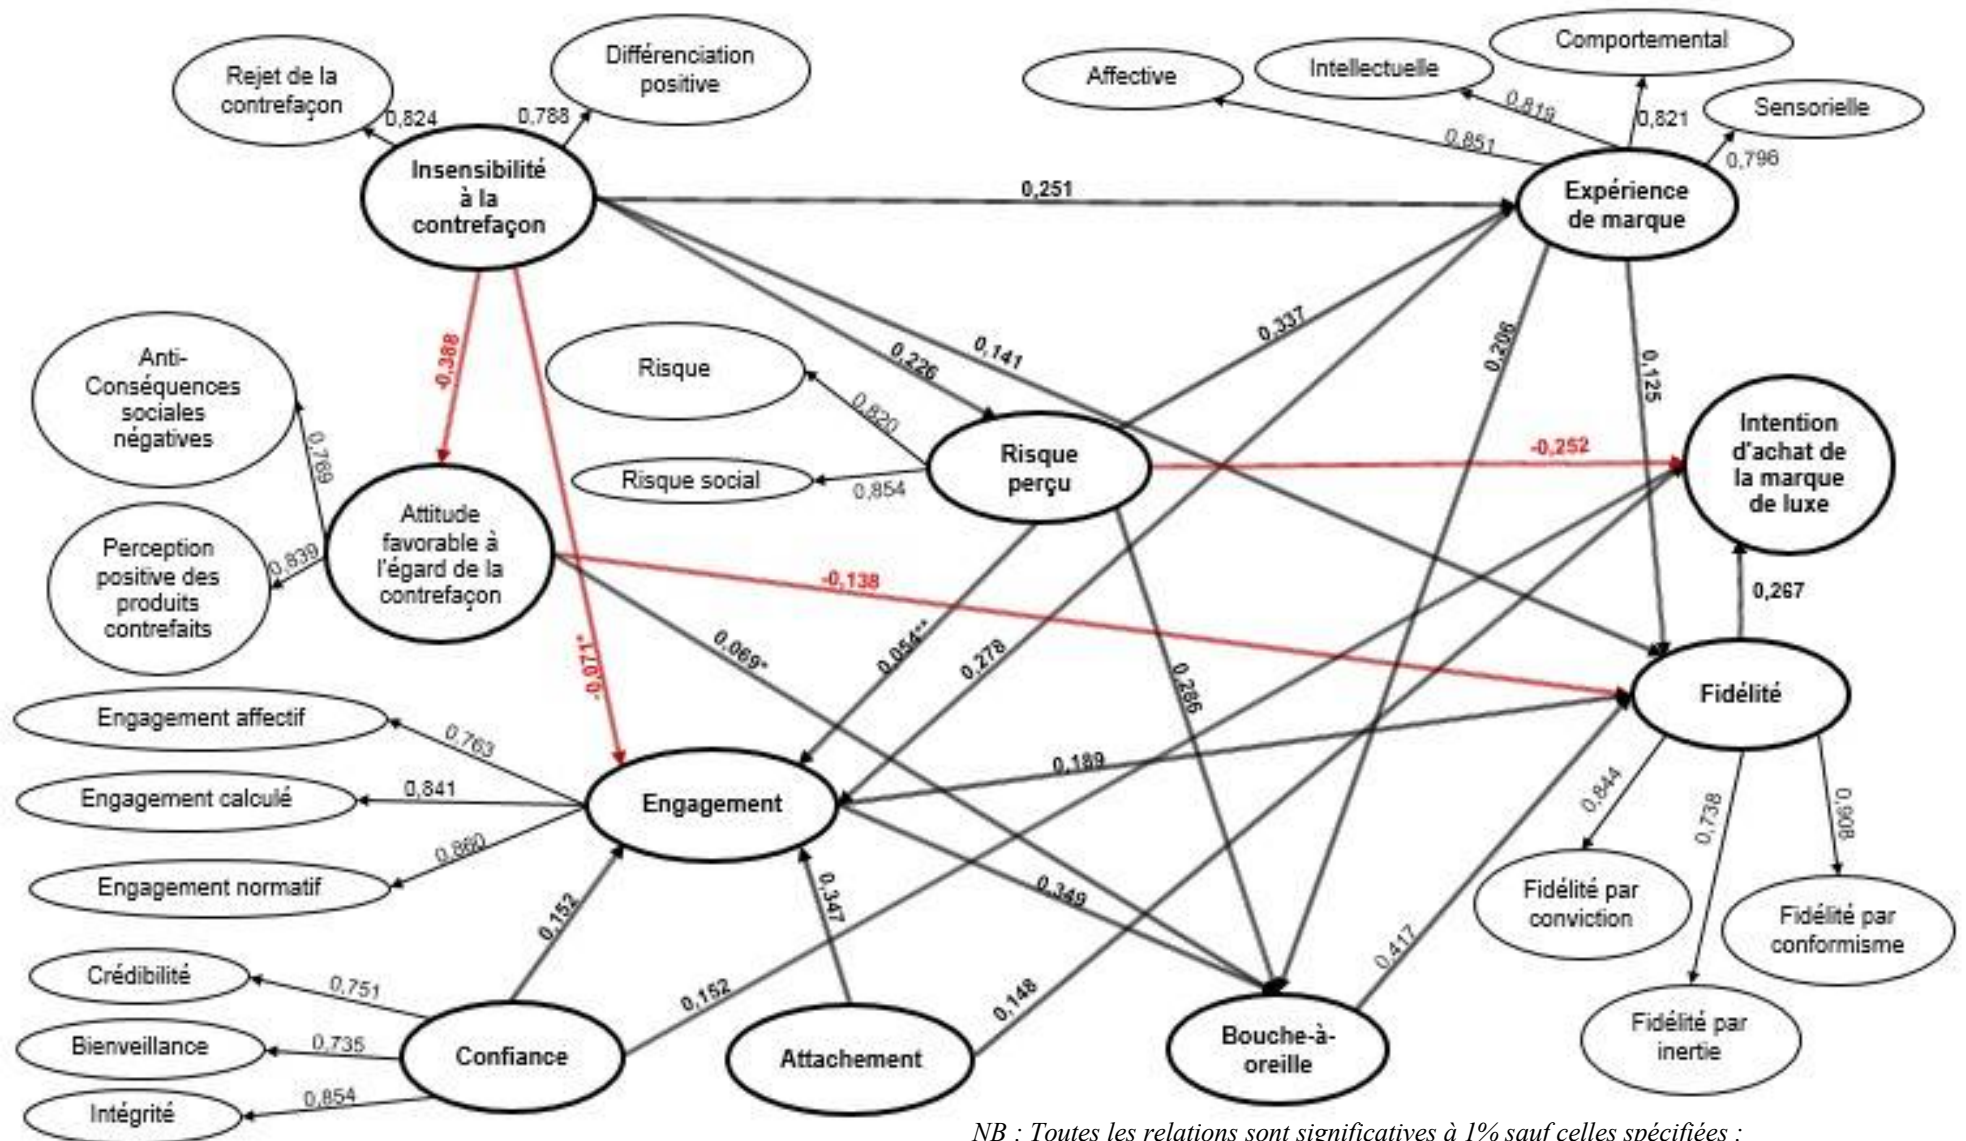 Rejet de la
contrefaçon
Différenciation
positive
Affective
Intellectuelle
Comportemental
Sensorielle
0,824
0,788
0,851
0,819
0,821
0,796
Insensibilité
à la
contrefaçon
0,251
Expérience
de marque
-0,388
0,226
0,141
0,337
0,206
0,125
Anti-
Conséquences
sociales
négatives
0,769
Risque
0,820
Risque social
0,854
Risque
perçu
-0,252
Intention
d'achat de
la marque
de luxe
Perception
positive des
produits
contrefaits
0,839
Attitude
favorable à
l'égard de la
contrefaçon
-0,138
0,267
-0,071*
0,069*
0,054**
0,278
0,286
Fidélité
Engagement affectif
0,763
Engagement calculé
0,841
Engagement normatif
0,860
Engagement
0,189
0,349
0,844
0,738
0,908
Fidélité par
conviction
Fidélité par
conformisme
Fidélité par
inertie
0,152
0,347
0,417
Crédibilité
0,751
Bienveillance
0,735
Intégrité
0,854
Confiance
0,152
Attachement
0,148
Bouche-à-
oreille
NB : Toutes les relations sont significatives à 1% sauf celles spécifiées :